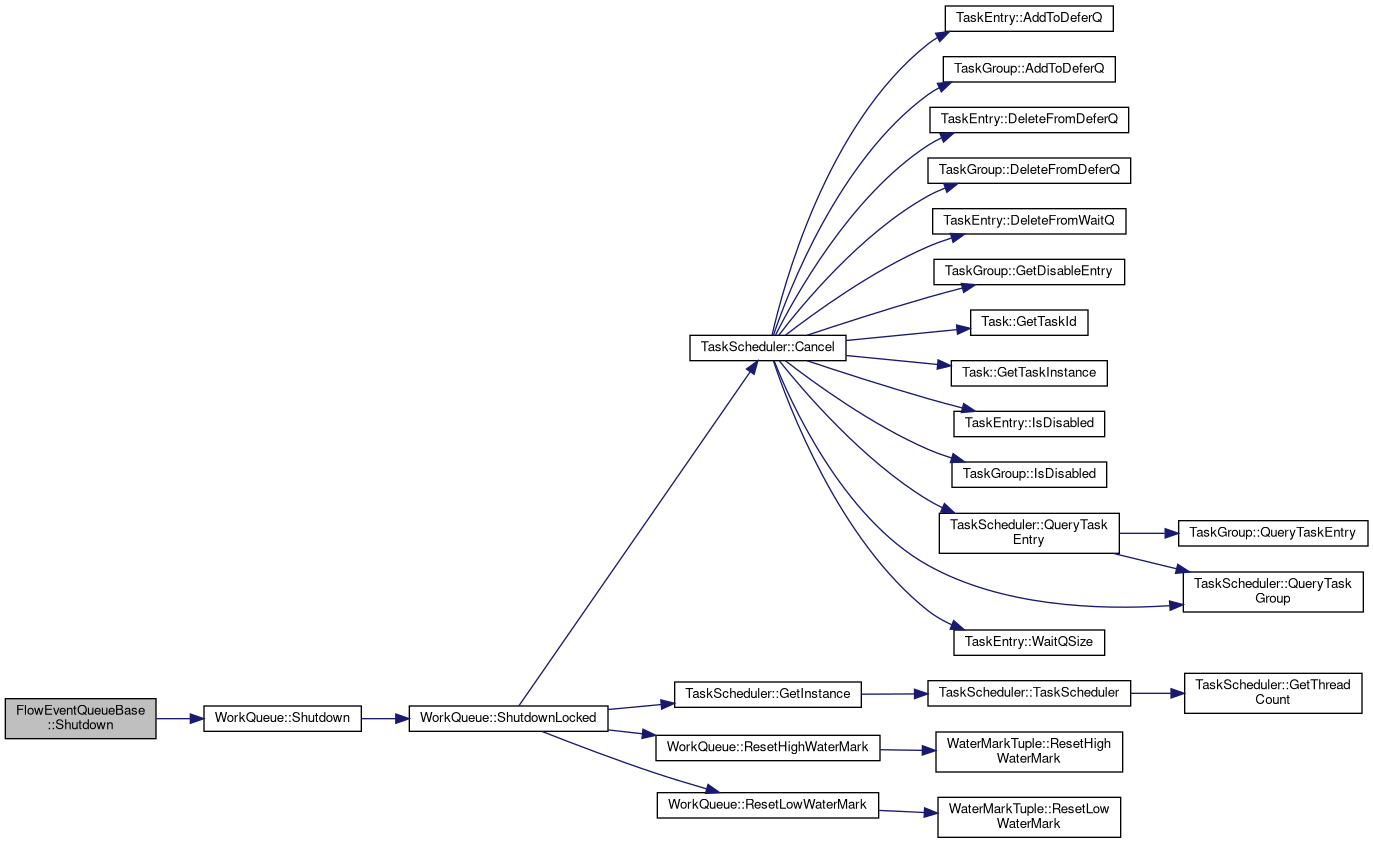 TaskEntry::AddToDeferQ
TaskGroup::AddToDeferQ
TaskEntry::DeleteFromDeferQ
TaskGroup::DeleteFromDeferQ
TaskEntry::DeleteFromWaitQ
TaskGroup::GetDisableEntry
Task::GetTaskId
TaskScheduler::Cancel
Task::GetTaskInstance
TaskEntry::IsDisabled
TaskGroup::IsDisabled
TaskScheduler::QueryTask
Entry
TaskGroup::QueryTaskEntry
TaskScheduler::QueryTask
Group
TaskEntry::WaitQSize
FlowEventQueueBase
::Shutdown
WorkQueue::Shutdown
WorkQueue::ShutdownLocked
TaskScheduler::GetInstance
TaskScheduler::TaskScheduler
TaskScheduler::GetThread
Count
WorkQueue::ResetHighWaterMark
WaterMarkTuple::ResetHigh
WaterMark
WorkQueue::ResetLowWaterMark
WaterMarkTuple::ResetLow
WaterMark